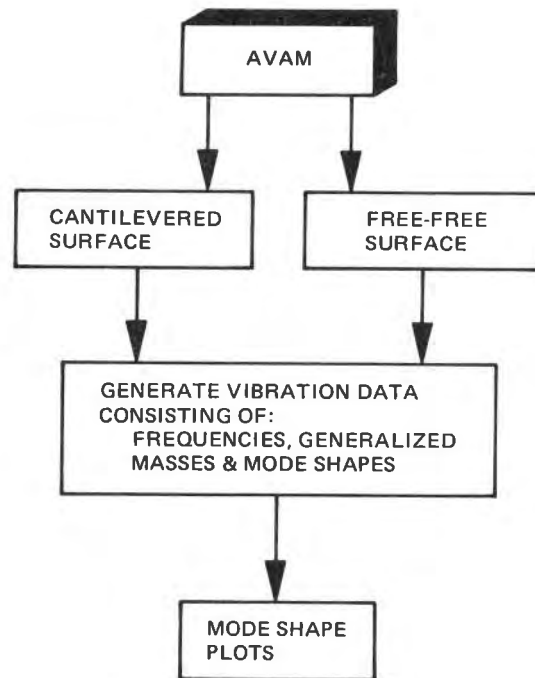 AVAM
CANTILEVERED
SURFACE
FREE-FREE
SURFACE
GENERATE VIBRATION DATA
CONSISTING OF:
FREQUENCIES, GENERALIZED
MASSES & MODE SHAPES
MODE SHAPE
PLOTS